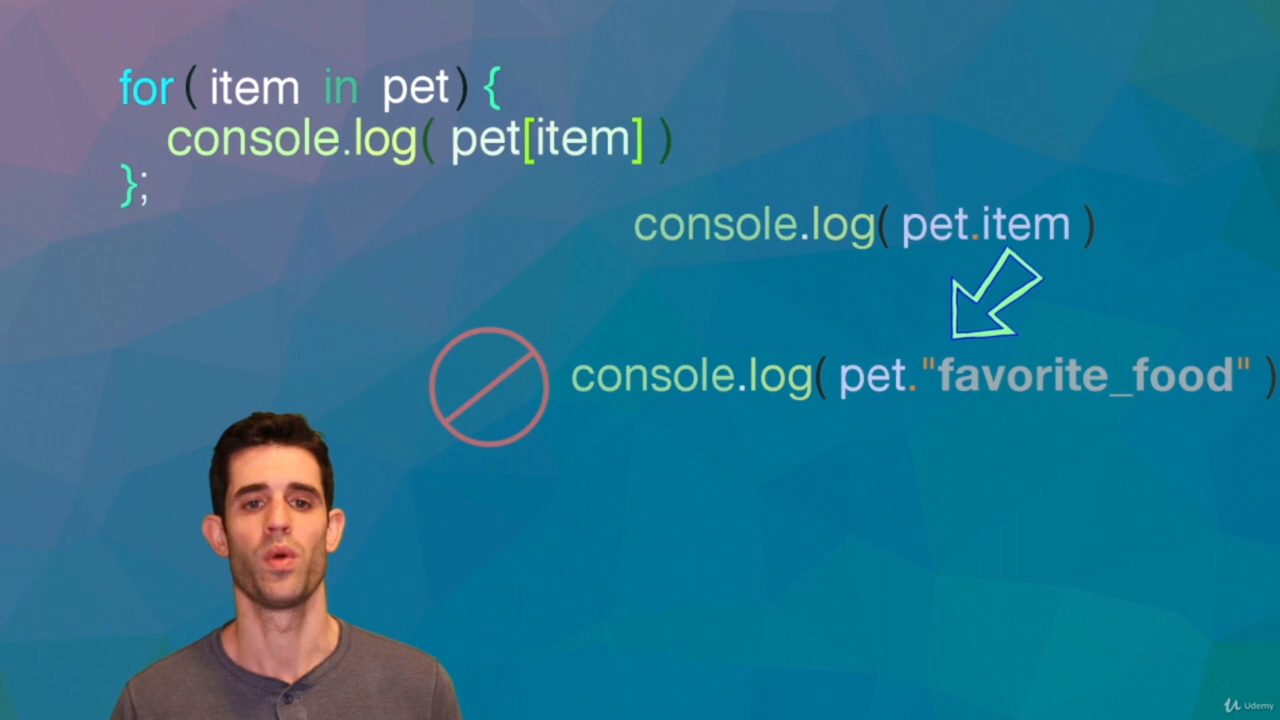 for ( item in pet ) {
console.log( pet[item] )
};
console.log( pet.item )
console.log( pet."favorite_food" )
Udemy